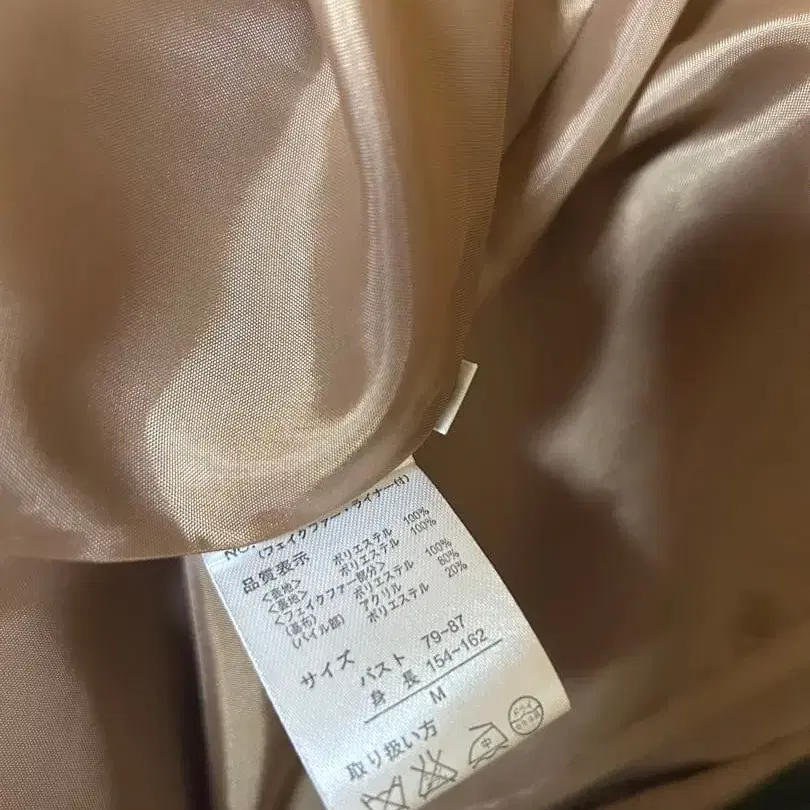 (フェイクファー・ライナー付)
品質表示
<表地> ポリエステル 100%
<裏地> ポリエステル 100%
<フェイクファー部分>
(基布) ポリエステル 100%
(パイル部) アクリル 80%
ポリエステル 20%
サイズ
バスト 79~87
身長 154~162
M
取り扱い方
中
ドライ